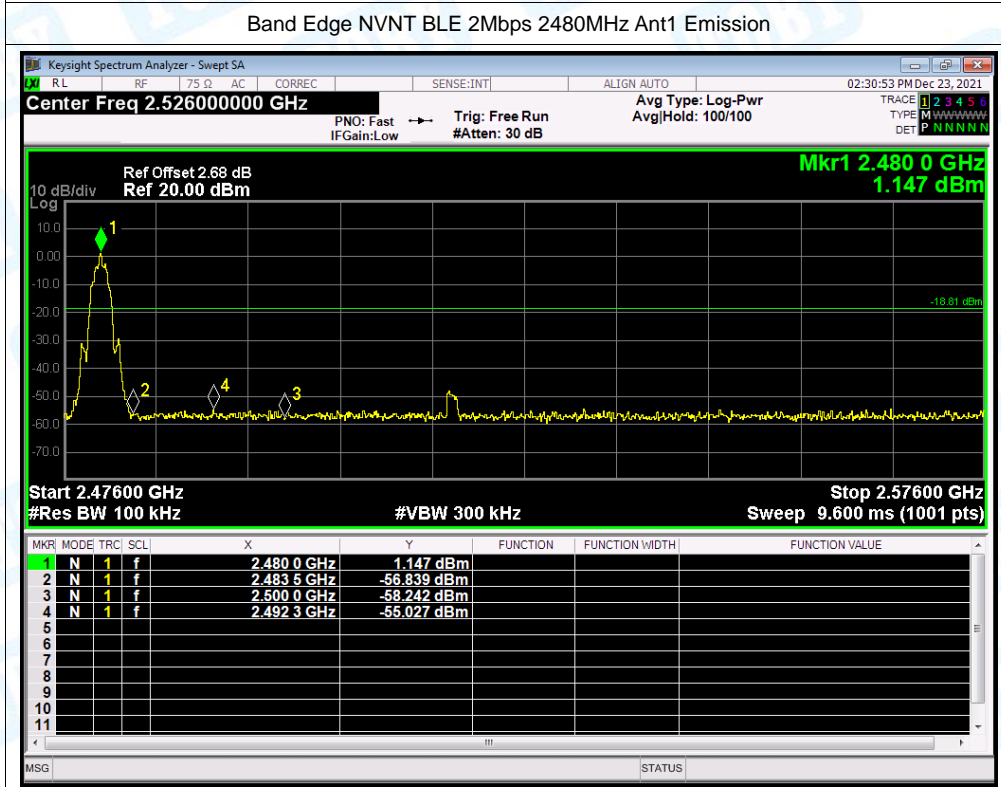 Band Edge NVNT BLE 2Mbps 2480MHz Ant1 Emission
Keysight Spectrum Analyzer - Swept SA
LXI RL RF 75 Ω AC CORREC SENSE:INT ALIGN AUTO 02:30:53 PM Dec 23, 2021
Center Freq 2.526000000 GHz Avg Type: Log-Pwr TRACE 1 2 3 4 5 6
PNO: Fast Trig: Free Run Avg|Hold: 100/100 TYPE M WWWWW
IFGain:Low #Atten: 30 dB DET P N N N N N
Mkr1 2.480 0 GHz
Ref Offset 2.68 dB
10 dB/div Ref 20.00 dBm 1.147 dBm
Log
10.0
1
0.00
-10.0
-18.81 dBm
-20.0
-30.0
-40.0
2 4 3
-50.0
-60.0
-70.0
Start 2.47600 GHz Stop 2.57600 GHz
#Res BW 100 kHz #VBW 300 kHz Sweep 9.600 ms (1001 pts)
MKR MODE TRC SCL X Y FUNCTION FUNCTION WIDTH FUNCTION VALUE
1 N 1 f 2.480 0 GHz 1.147 dBm
2 N 1 f 2.483 5 GHz -56.839 dBm
3 N 1 f 2.500 0 GHz -58.242 dBm
4 N 1 f 2.492 3 GHz -55.027 dBm
5
6
7
8
9
10
11
MSG STATUS